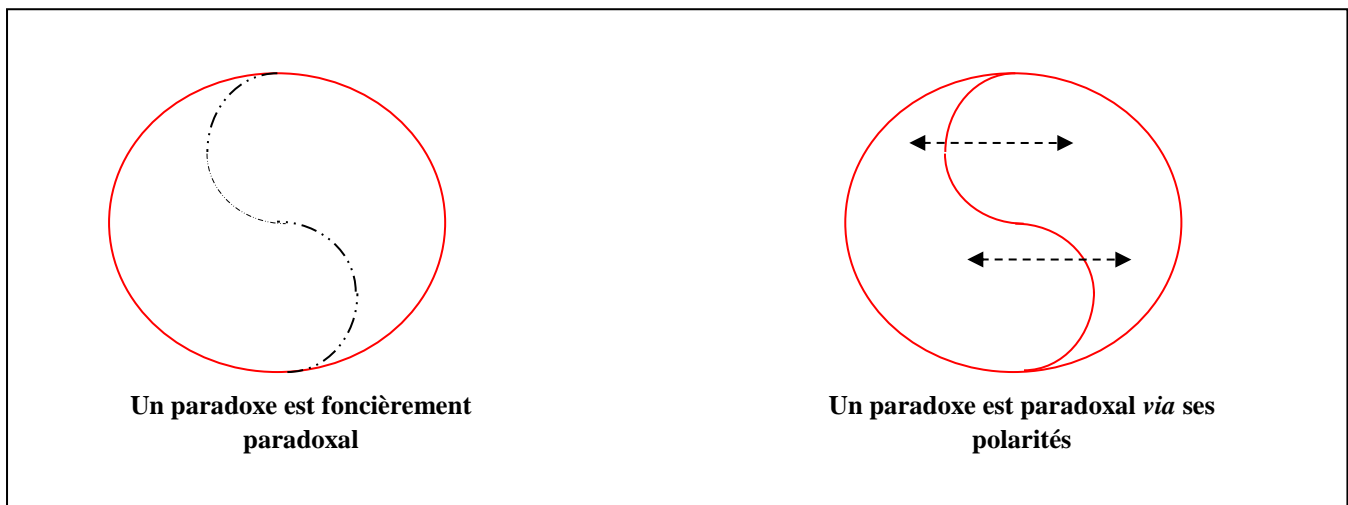 Un paradoxe est foncièrement
paradoxal
Un paradoxe est paradoxal via ses
polarités